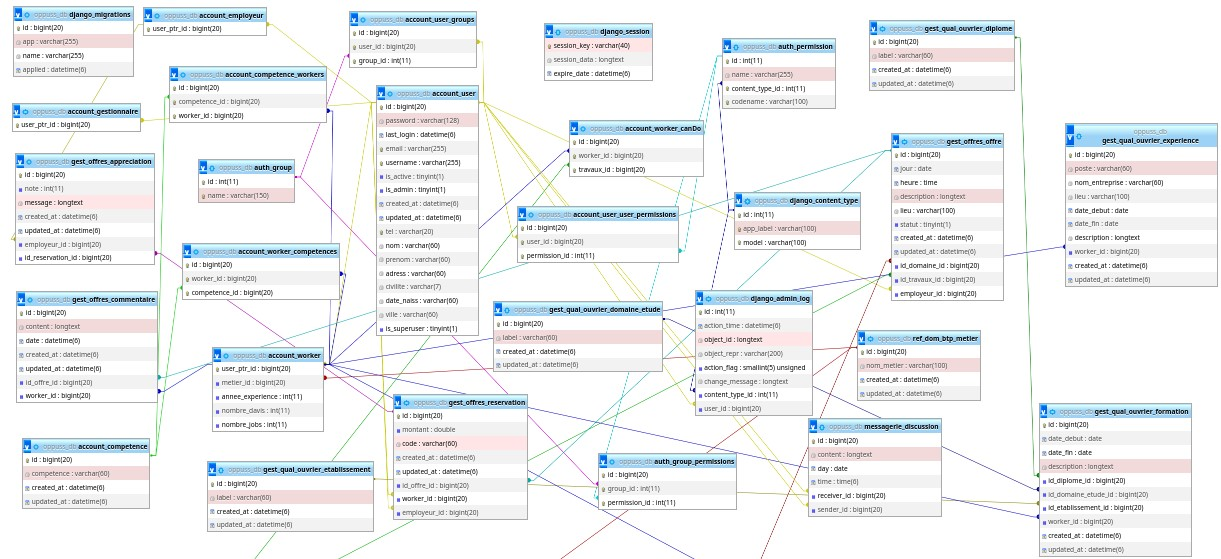 oppuss_db django_migrations
id : bigint(20)
app : varchar(255)
name : varchar(255)
applied : datetime(6)
oppuss_db account_employeur
user_ptr_id : bigint(20)
oppuss_db account_user_groups
id : bigint(20)
user_id : bigint(20)
group_id : int(11)
oppuss_db django_session
session_key : varchar(40)
session_data : longtext
expire_date : datetime(6)
oppuss_db auth_permission
id : int(11)
name : varchar(255)
content_type_id : int(11)
codename : varchar(100)
oppuss_db gest_qual_ouvrier_diplome
id : bigint(20)
label : varchar(60)
created_at : datetime(6)
updated_at : datetime(6)
oppuss_db account_competence_workers
id : bigint(20)
competence_id : bigint(20)
worker_id : bigint(20)
oppuss_db account_gestionnaire
user_ptr_id : bigint(20)
oppuss_db account_user
id : bigint(20)
password : varchar(128)
last_login : datetime(6)
email : varchar(255)
username : varchar(255)
is_active : tinyint(1)
is_admin : tinyint(1)
created_at : datetime(6)
updated_at : datetime(6)
tel : varchar(20)
nom : varchar(60)
prenom : varchar(60)
adress : varchar(60)
civilite : varchar(7)
date_naiss : varchar(60)
ville : varchar(60)
is_superuser : tinyint(1)
oppuss_db account_worker_canDo
id : bigint(20)
worker_id : bigint(20)
travaux_id : bigint(20)
oppuss_db gest_offres_offre
id : bigint(20)
jour : date
heure : time
description : longtext
lieu : varchar(100)
statut : tinyint(1)
created_at : datetime(6)
updated_at : datetime(6)
id_domaine_id : bigint(20)
id_travaux_id : bigint(20)
employeur_id : bigint(20)
oppuss_db
gest_qual_ouvrier_experience
id : bigint(20)
poste : varchar(60)
nom_entreprise : varchar(60)
lieu : varchar(100)
date_debut : date
date_fin : date
description : longtext
worker_id : bigint(20)
created_at : datetime(6)
updated_at : datetime(6)
oppuss_db gest_offres_appreciation
id : bigint(20)
note : int(11)
message : longtext
created_at : datetime(6)
updated_at : datetime(6)
employeur_id : bigint(20)
id_reservation_id : bigint(20)
oppuss_db auth_group
id : int(11)
name : varchar(150)
oppuss_db account_user_user_permissions
id : bigint(20)
user_id : bigint(20)
permission_id : int(11)
oppuss_db django_content_type
id : int(11)
app_label : varchar(100)
model : varchar(100)
oppuss_db account_worker_competences
id : bigint(20)
worker_id : bigint(20)
competence_id : bigint(20)
oppuss_db gest_offres_commentaire
id : bigint(20)
content : longtext
date : datetime(6)
created_at : datetime(6)
updated_at : datetime(6)
id_offre_id : bigint(20)
worker_id : bigint(20)
oppuss_db gest_qual_ouvrier_domaine_etude
id : bigint(20)
label : varchar(60)
created_at : datetime(6)
updated_at : datetime(6)
oppuss_db django_admin_log
id : int(11)
action_time : datetime(6)
object_id : longtext
object_repr : varchar(200)
action_flag : smallint(5) unsigned
change_message : longtext
content_type_id : int(11)
user_id : bigint(20)
oppuss_db ref_dom_btp_metier
id : bigint(20)
nom_metier : varchar(100)
created_at : datetime(6)
updated_at : datetime(6)
oppuss_db account_worker
user_ptr_id : bigint(20)
metier_id : bigint(20)
annee_experience : int(11)
nombre_davis : int(11)
nombre_jobs : int(11)
oppuss_db gest_offres_reservation
id : bigint(20)
montant : double
code : varchar(60)
created_at : datetime(6)
updated_at : datetime(6)
id_offre_id : bigint(20)
worker_id : bigint(20)
employeur_id : bigint(20)
oppuss_db gest_qual_ouvrier_formation
id : bigint(20)
date_debut : date
date_fin : date
description : longtext
id_diplome_id : bigint(20)
id_domaine_etude_id : bigint(20)
id_etablissement_id : bigint(20)
worker_id : bigint(20)
created_at : datetime(6)
updated_at : datetime(6)
oppuss_db messagerie_discussion
id : bigint(20)
content : longtext
day : date
time : time(6)
receiver_id : bigint(20)
sender_id : bigint(20)
oppuss_db account_competence
id : bigint(20)
competence : varchar(60)
created_at : datetime(6)
updated_at : datetime(6)
oppuss_db gest_qual_ouvrier_etablissement
id : bigint(20)
label : varchar(60)
created_at : datetime(6)
updated_at : datetime(6)
oppuss_db auth_group_permissions
id : bigint(20)
group_id : int(11)
permission_id : int(11)